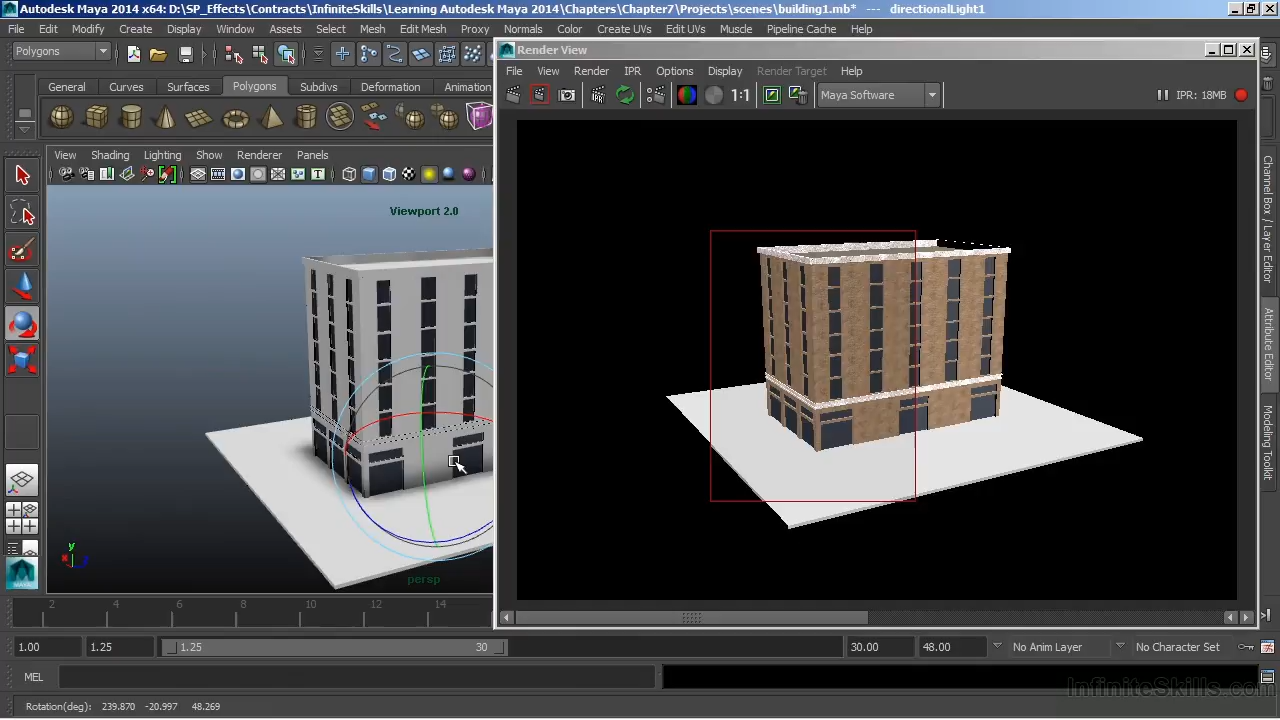 Autodesk Maya 2014 x64: D:\SP_Effects\Contracts\InfiniteSkills\Learning Autodesk Maya 2014\Chapters\Chapter7\Projects\scenes\building1.mb* --- directionalLight1
File Edit Modify Create Display Window Assets Select Mesh Edit Mesh Proxy Normals Color Create UVs Edit UVs Muscle Pipeline Cache Help
Polygons
Render View
File View Render IPR Options Display Render Target Help
General Curves Surfaces Polygons Subdivs Deformation Animation
1:1 Maya Software IPR: 18MB
View Shading Lighting Show Renderer Panels
Viewport 2.0
Channel Box / Layer Editor
Attribute Editor
Modeling Toolkit
y
x
persp
2 4 6 8 10 12 14
1.00 1.25 1.25 30 30.00 48.00 No Anim Layer No Character Set
MEL
InfiniteSkills.com
Rotation(deg): 239.870 -20.997 48.269